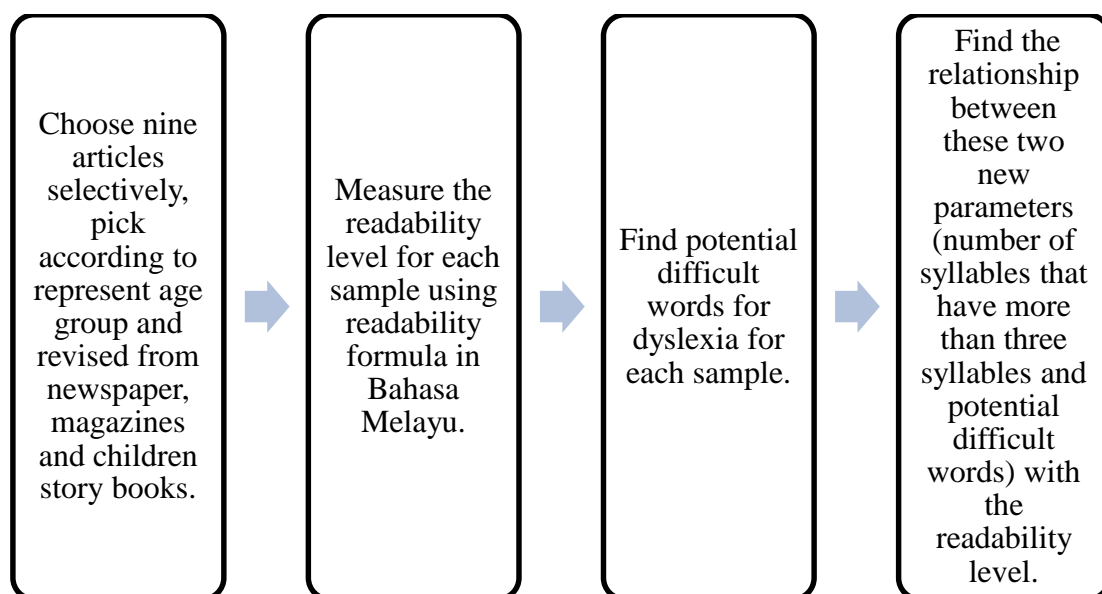 Choose nine
articles
selectively,
pick
according to
represent age
group and
revised from
newspaper,
magazines
and children
story books.
Measure the
readability
level for each
sample using
readability
formula in
Bahasa
Melayu.
Find potential
difficult
words for
dyslexia for
each sample.
Find the
relationship
between
these two
new
parameters
(number of
syllables that
have more
than three
syllables and
potential
difficult
words) with
the
readability
level.